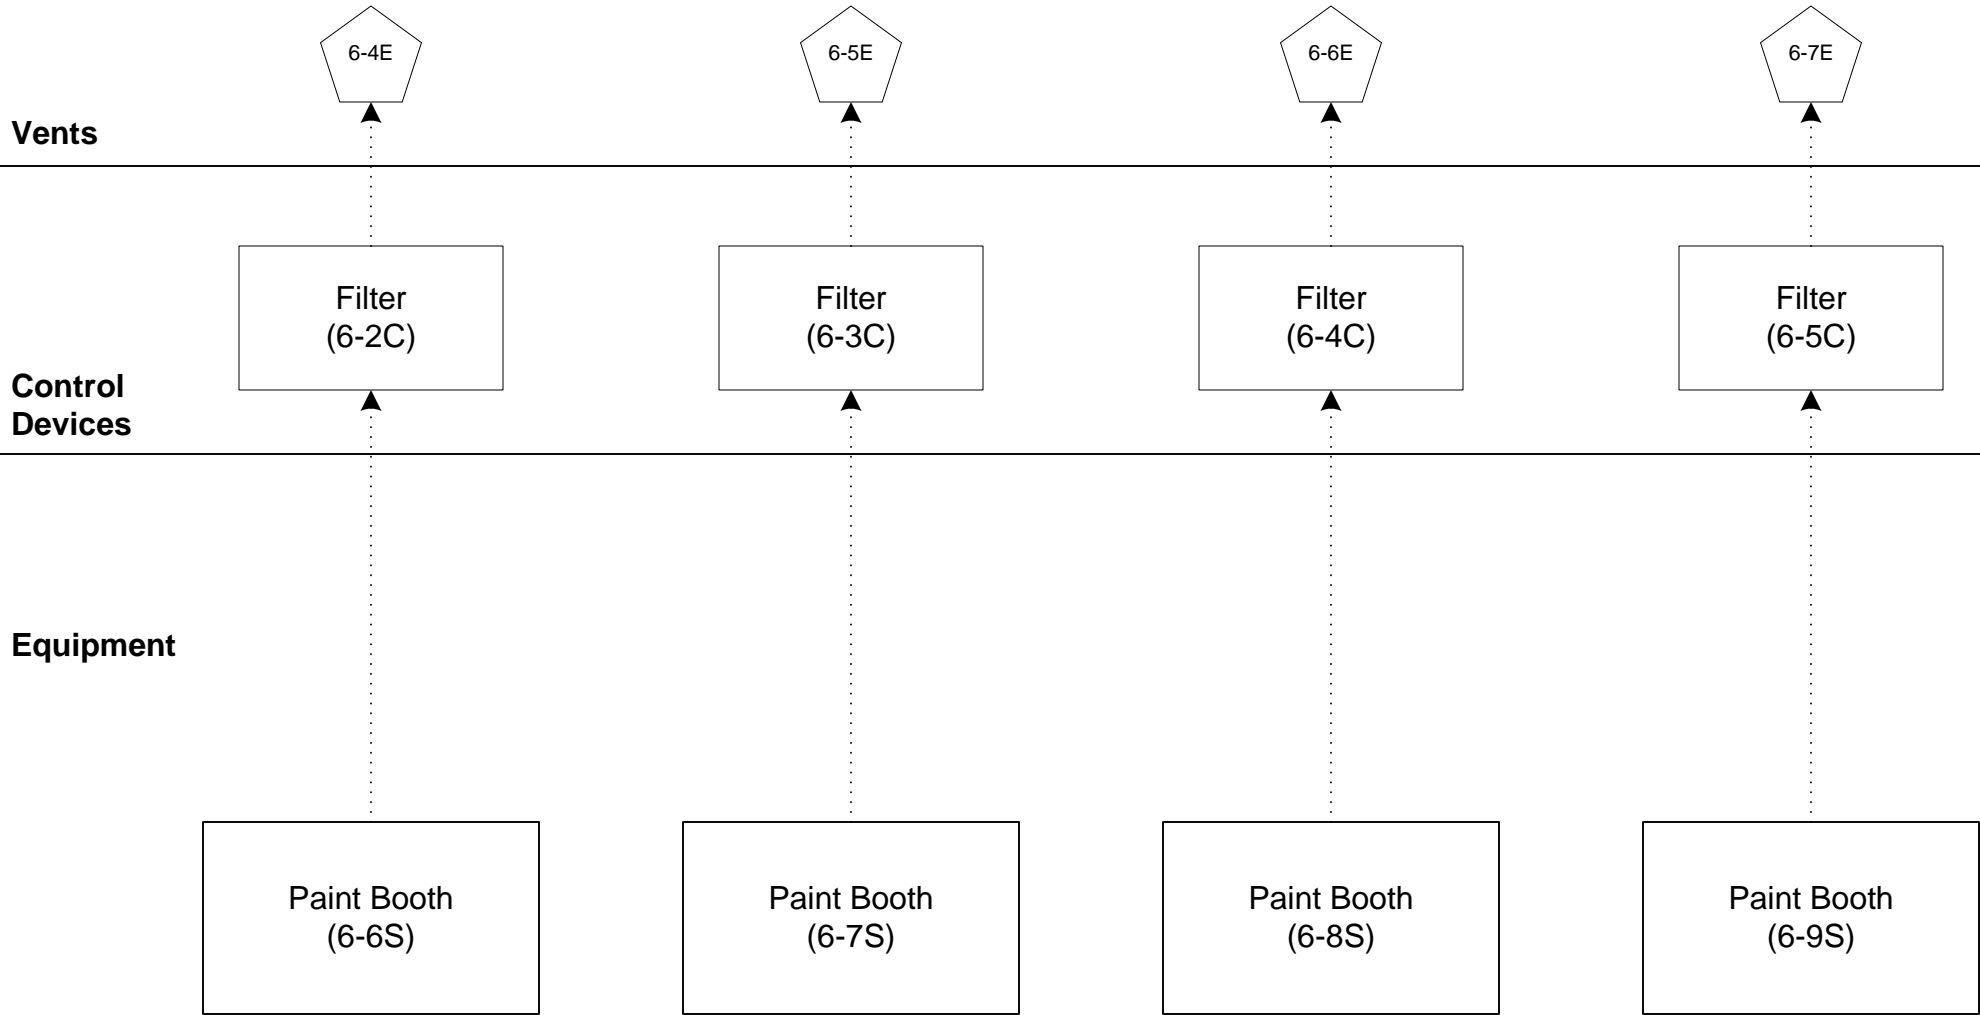 6-4E
6-5E
6-6E
6-7E
Vents
Filter
(6-2C)
Filter
(6-3C)
Filter
(6-4C)
Filter
(6-5C)
Control
Devices
Equipment
Paint Booth
(6-6S)
Paint Booth
(6-7S)
Paint Booth
(6-8S)
Paint Booth
(6-9S)